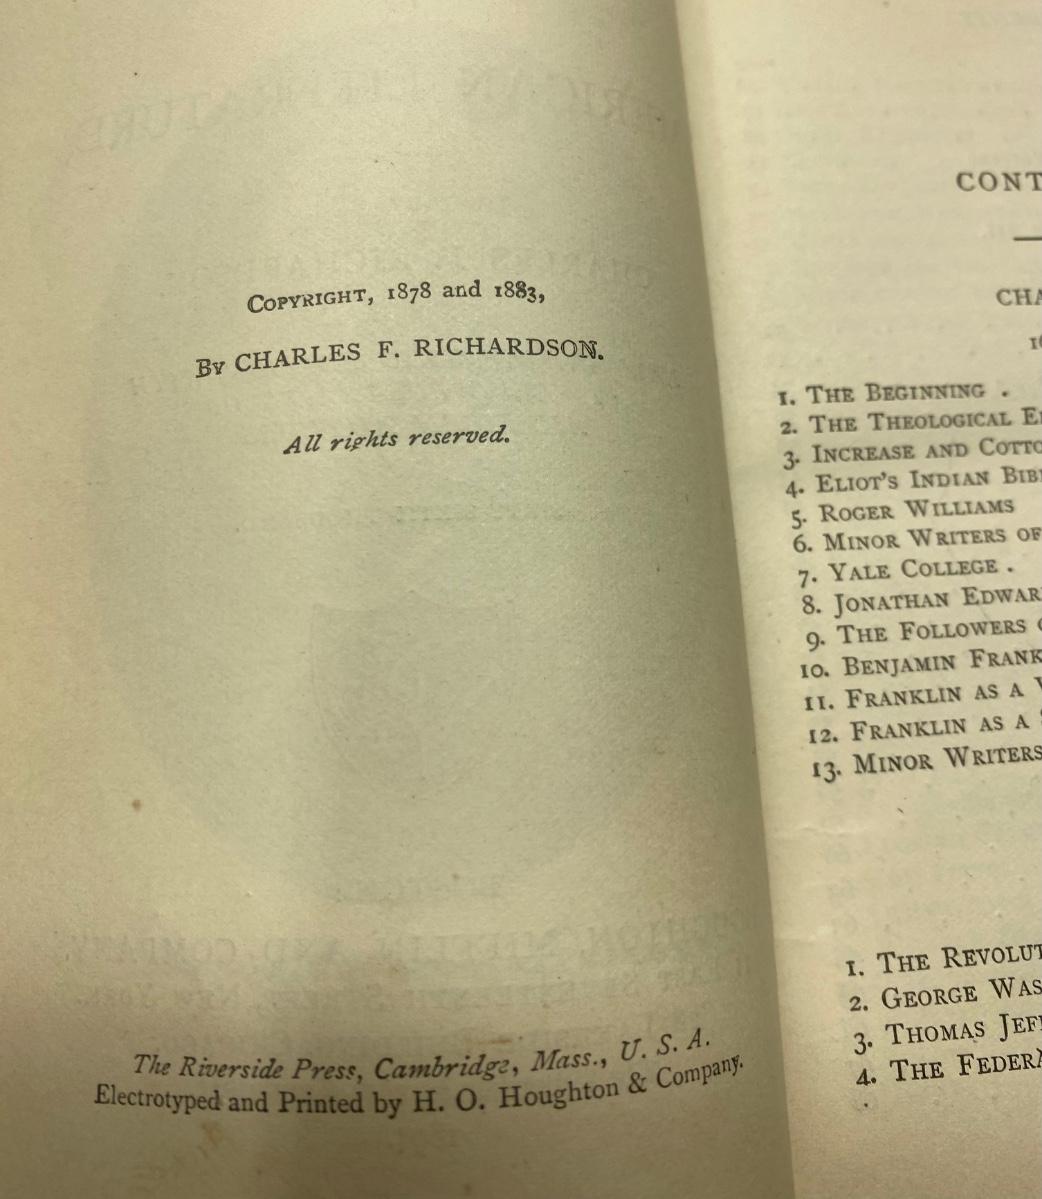 COPYRIGHT, 1878 and 1883,
BY CHARLES F. RICHARDSON.
All rights reserved.
The Riverside Press, Cambridge, Mass., U. S. A.
Electrotyped and Printed by H. O. Houghton & Company.
CONT
CHA
1. THE BEGINNING .
2. THE THEOLOGICAL E
3. INCREASE AND COTTO
4. ELIOT'S INDIAN BIB
5. ROGER WILLIAMS
6. MINOR WRITERS OF
7. YALE COLLEGE .
8. JONATHAN EDWAR
9. THE FOLLOWERS
10. BENJAMIN FRANK
11. FRANKLIN AS A
12. FRANKLIN AS A
13. MINOR WRITERS
1. THE REVOLUT
2. GEORGE WAS
3. THOMAS JEF
4. THE FEDER